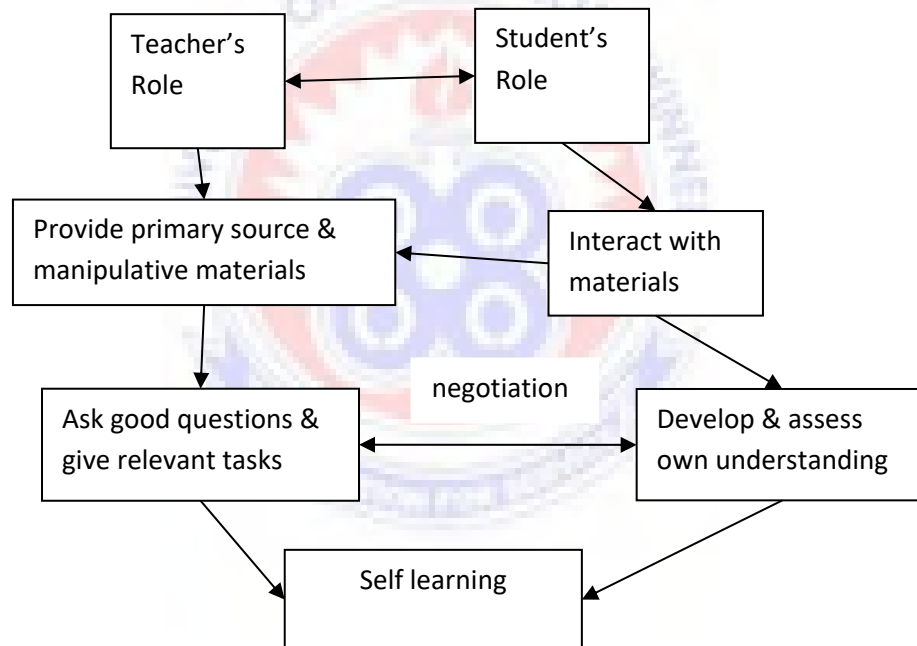 Teacher’s
Role
Student’s
Role
Provide primary source &
manipulative materials
Interact with
materials
negotiation
Ask good questions &
give relevant tasks
Develop & assess
own understanding
Self learning